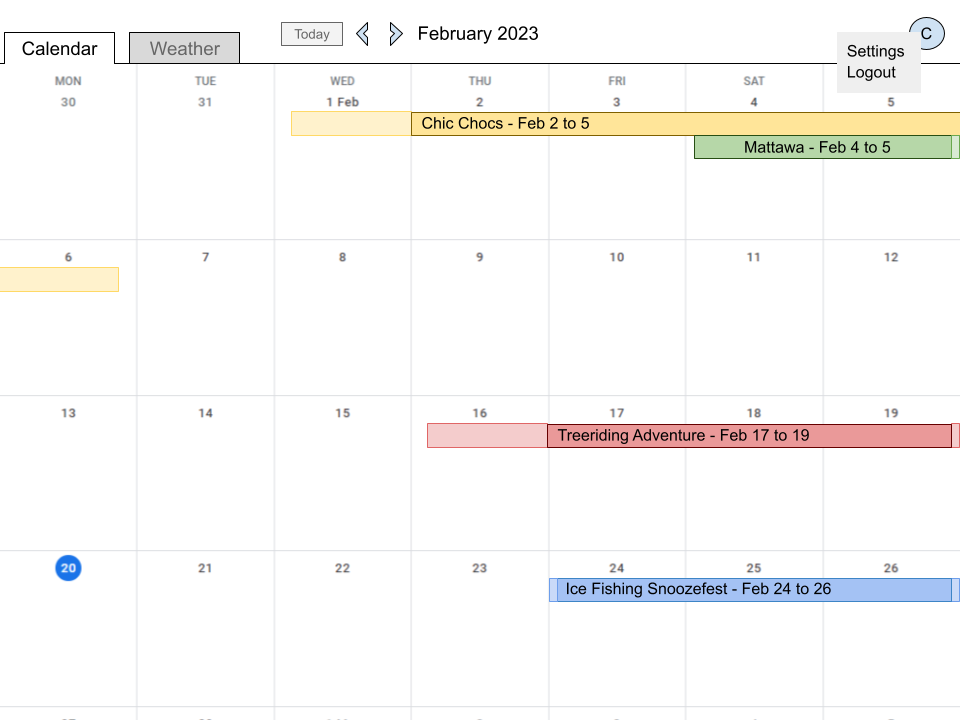 Calendar
Weather
Today
February 2023
C
Settings
Logout
MON TUE WED THU FRI SAT
30 31 1 Feb 2 3 4 5
Chic Chocs - Feb 2 to 5
Mattawa - Feb 4 to 5
6 7 8 9 10 11 12
13 14 15 16 17 18 19
Treeriding Adventure - Feb 17 to 19
20 21 22 23 24 25 26
Ice Fishing Snoozefest - Feb 24 to 26